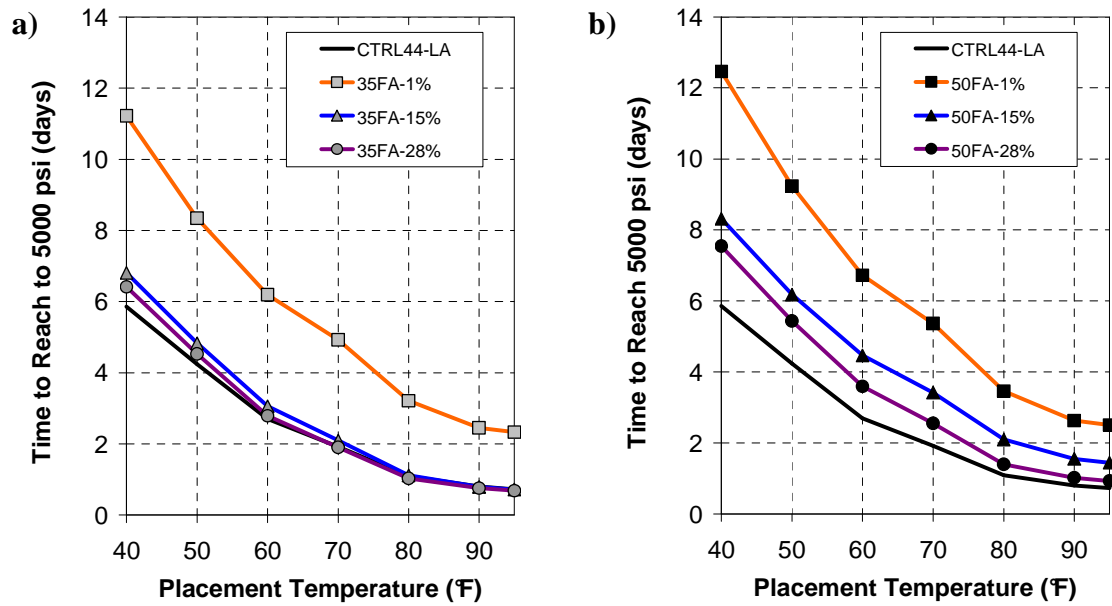 a)
Time to Reach to 5000 psi (days)
14
12
10
8
6
4
2
0
CTRL44-LA
35FA-1%
35FA-15%
35FA-28%
40 50 60 70 80 90
Placement Temperature (°F)
b)
Time to Reach 5000 psi (days)
14
12
10
8
6
4
2
0
CTRL44-LA
50FA-1%
50FA-15%
50FA-28%
40 50 60 70 80 90
Placement Temperature (°F)